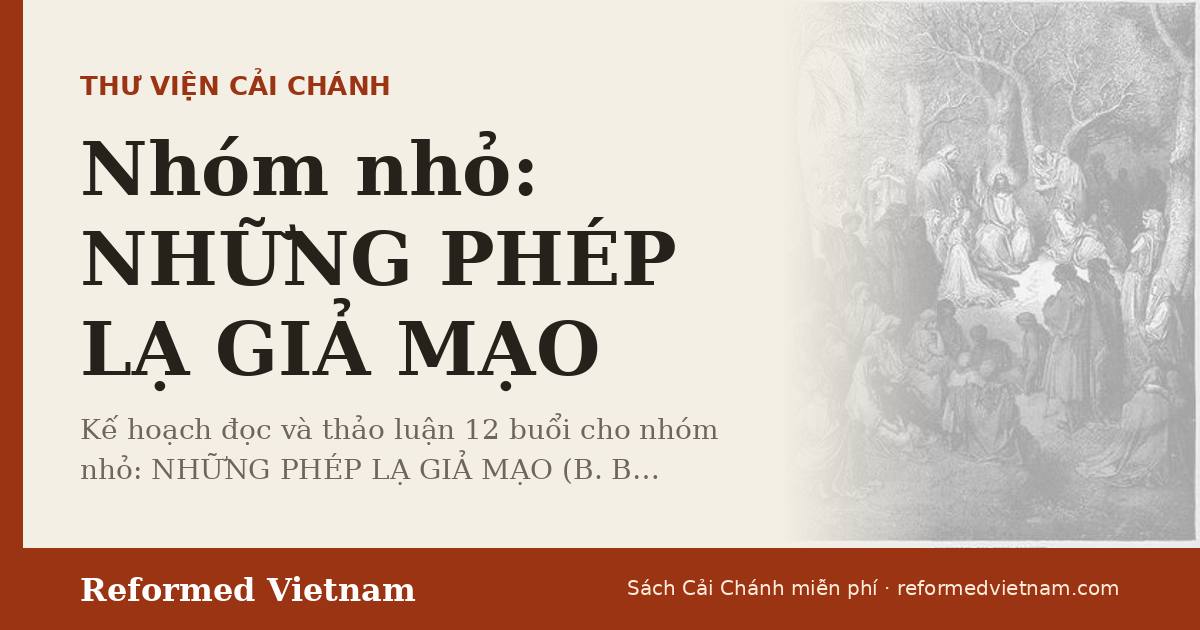 THƯ VIỆN CẢI CHÁNH
Nhóm nhỏ:
NHỮNG PHÉP
LẠ GIẢ MẠO
Kế hoạch đọc và thảo luận 12 buổi cho nhóm
nhỏ: NHỮNG PHÉP LẠ GIẢ MẠO (B. B…
Reformed Vietnam
Sách Cải Chánh miễn phí · reformedvietnam.com